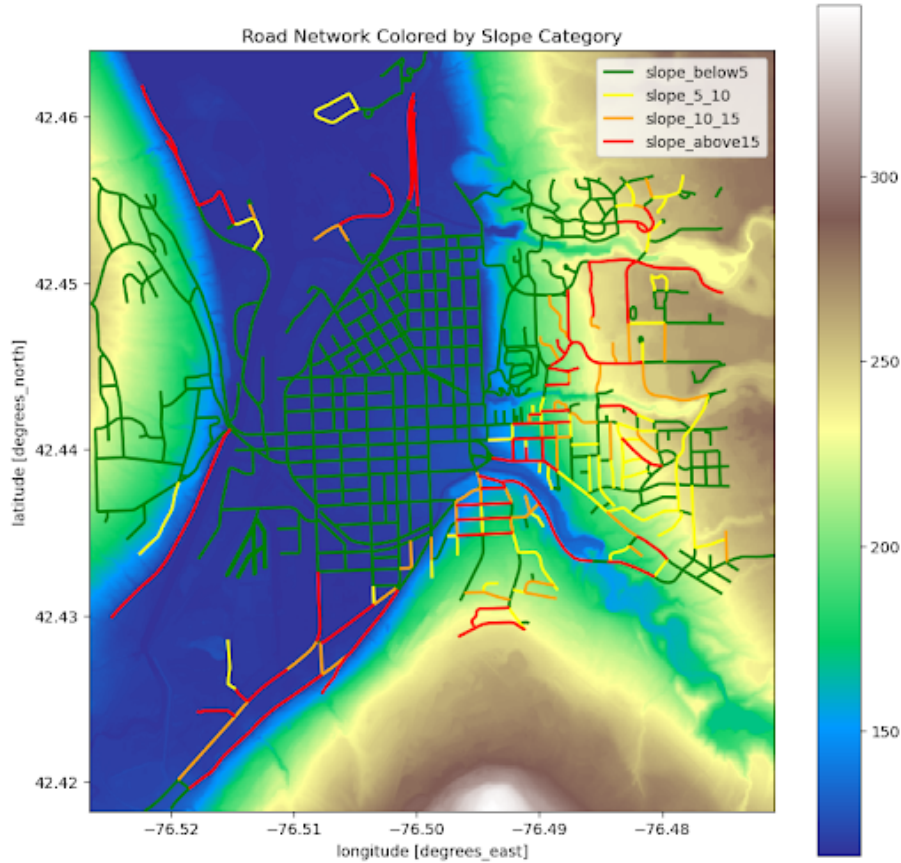 Road Network Colored by Slope Category
slope_below5
slope_5_10
slope_10_15
slope_above15
42.46
42.45
42.44
42.43
42.42
latitude [degrees_north]
−76.52
−76.51
−76.50
−76.49
−76.48
longitude [degrees_east]
300
250
200
150